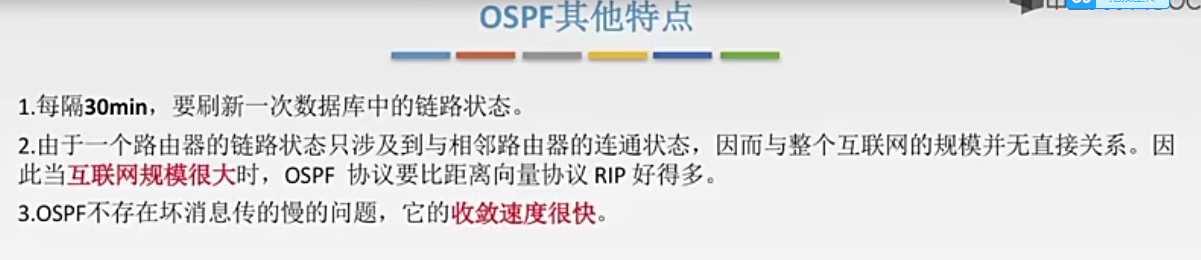 OSPF其他特点
1.每隔30min，要刷新一次数据库中的链路状态。
2.由于一个路由器的链路状态只涉及到与相邻路由器的连通状态，因而与整个互联网的规模并无直接关系。因
此当互联网规模很大时，OSPF 协议要比距离向量协议 RIP 好得多。
3.OSPF不存在坏消息传的慢的问题，它的收敛速度很快。